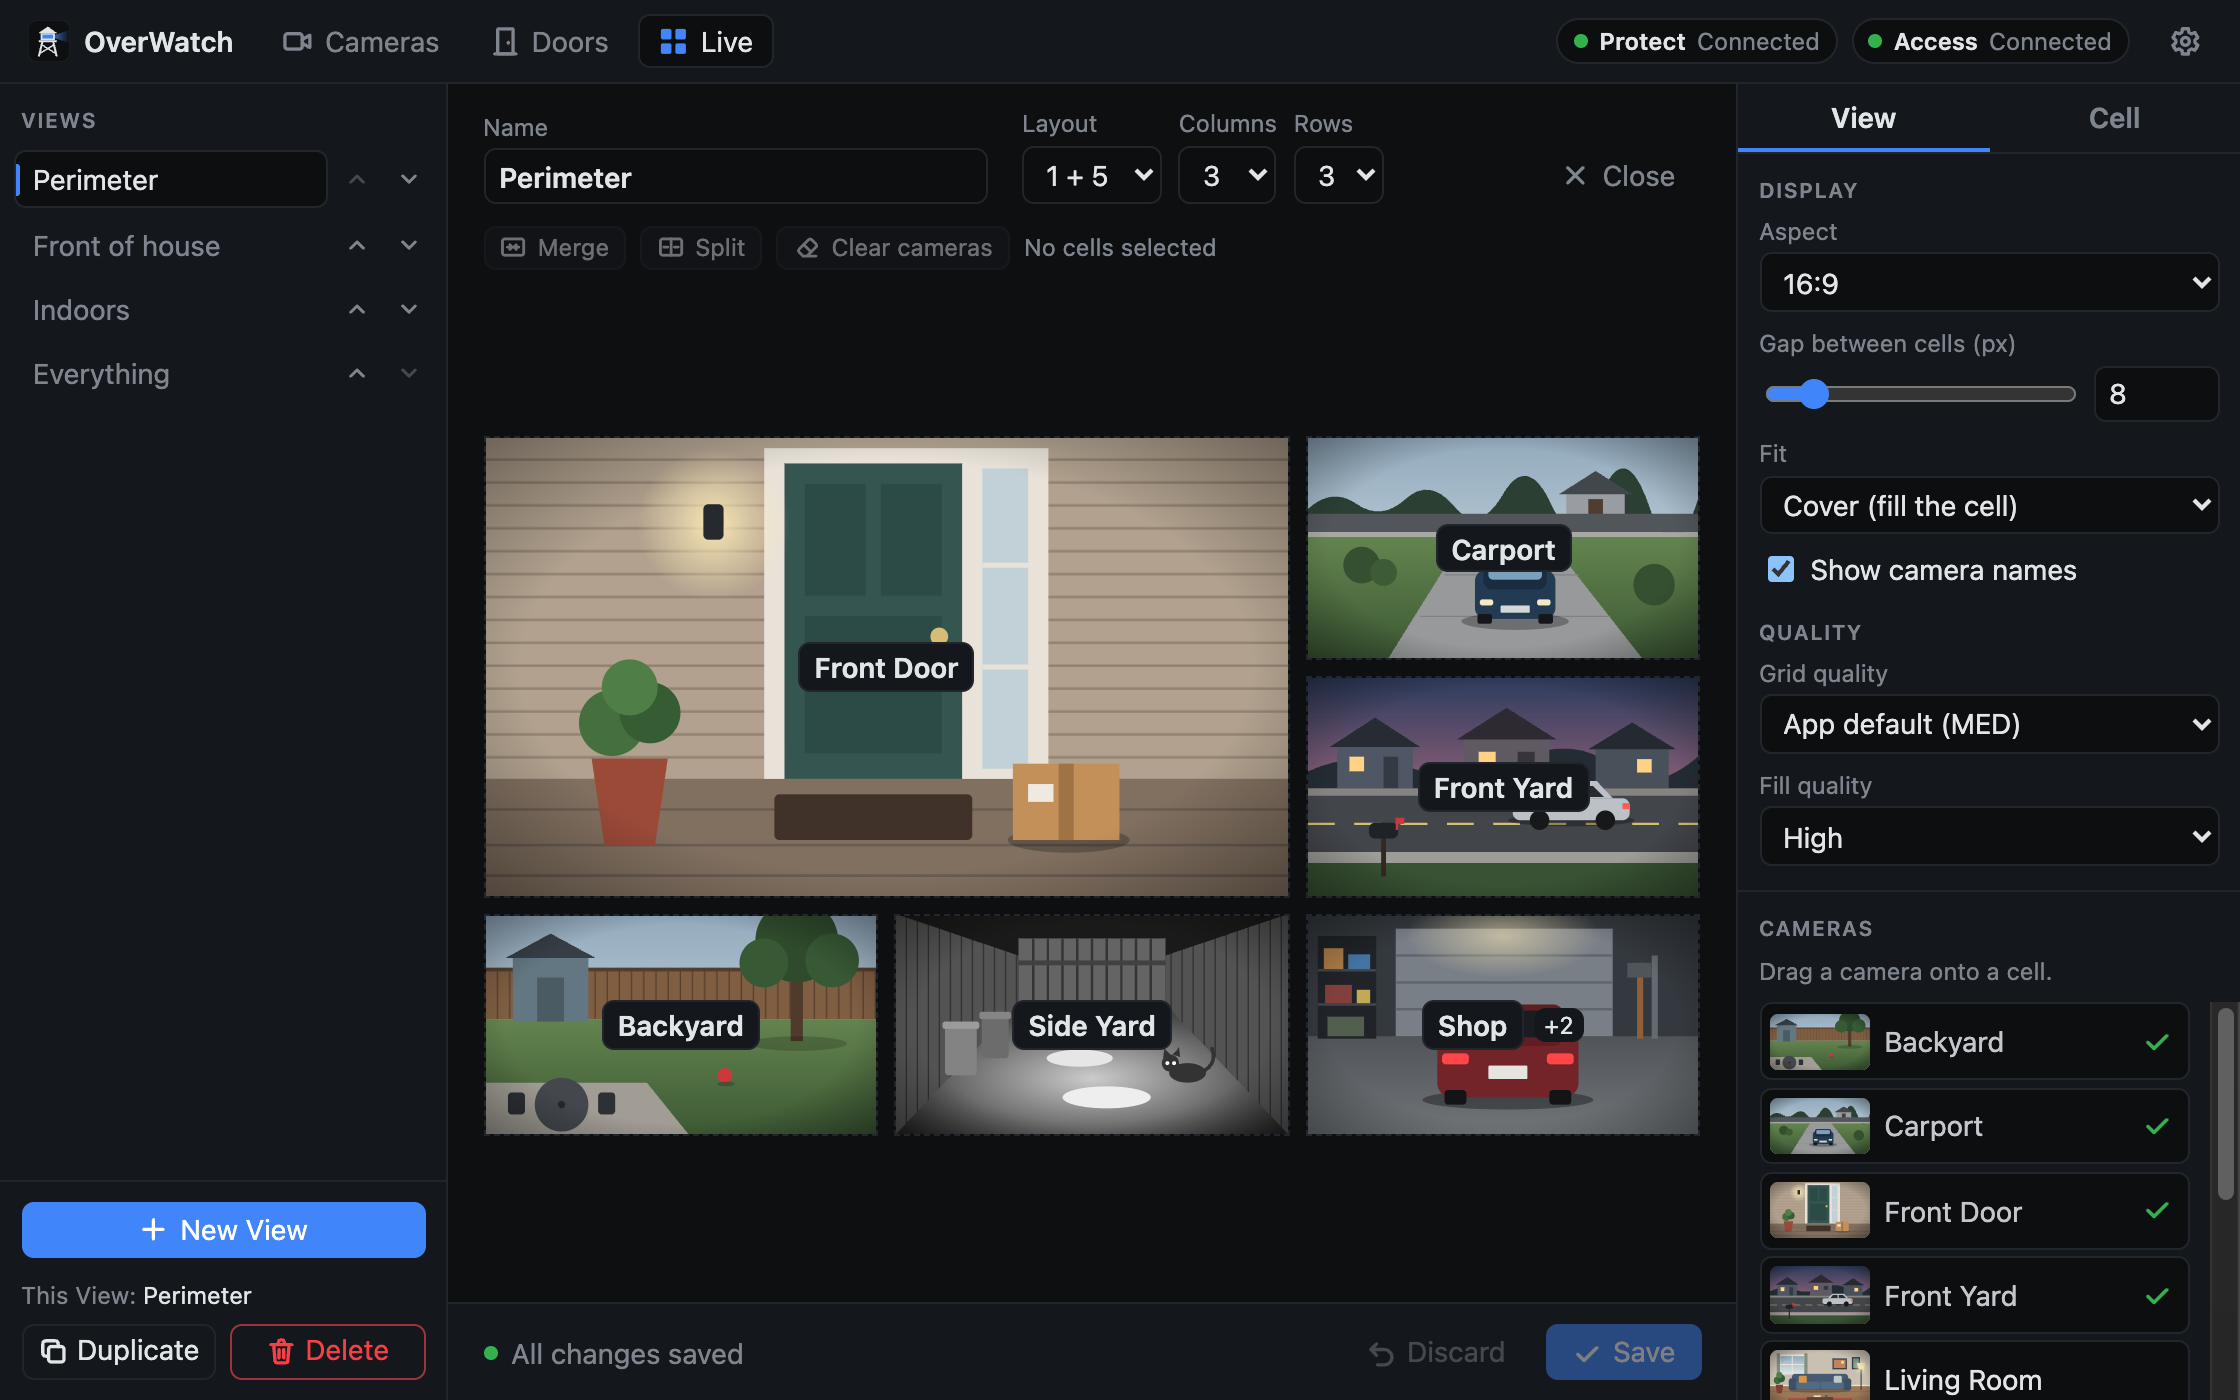 OverWatch
Cameras
Doors
Live
Protect Connected
Access Connected
VIEWS
Perimeter
Front of house
Indoors
Everything
New View
This View: Perimeter
Duplicate
Delete
Name
Perimeter
Layout
1 + 5
Columns
3
Rows
3
Close
Merge
Split
Clear cameras
No cells selected
Front Door
Carport
Front Yard
Backyard
Side Yard
Shop
+2
All changes saved
Discard
Save
View
Cell
DISPLAY
Aspect
16:9
Gap between cells (px)
8
Fit
Cover (fill the cell)
Show camera names
QUALITY
Grid quality
App default (MED)
Fill quality
High
CAMERAS
Drag a camera onto a cell.
Backyard
Carport
Front Door
Front Yard
Living Room